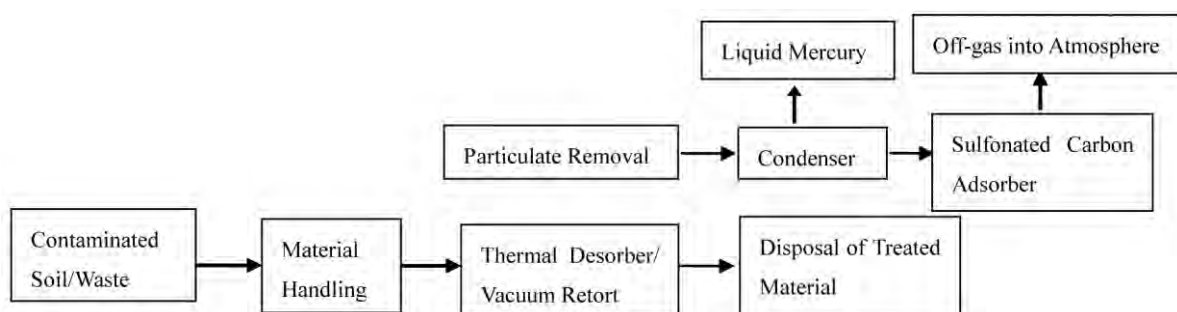 Liquid Mercury
Off-gas into Atmosphere
Particulate Removal
Condenser
Sulfonated Carbon
Adsorber
Contaminated
Soil/Waste
Material
Handling
Thermal Desorber/
Vacuum Retort
Disposal of Treated
Material